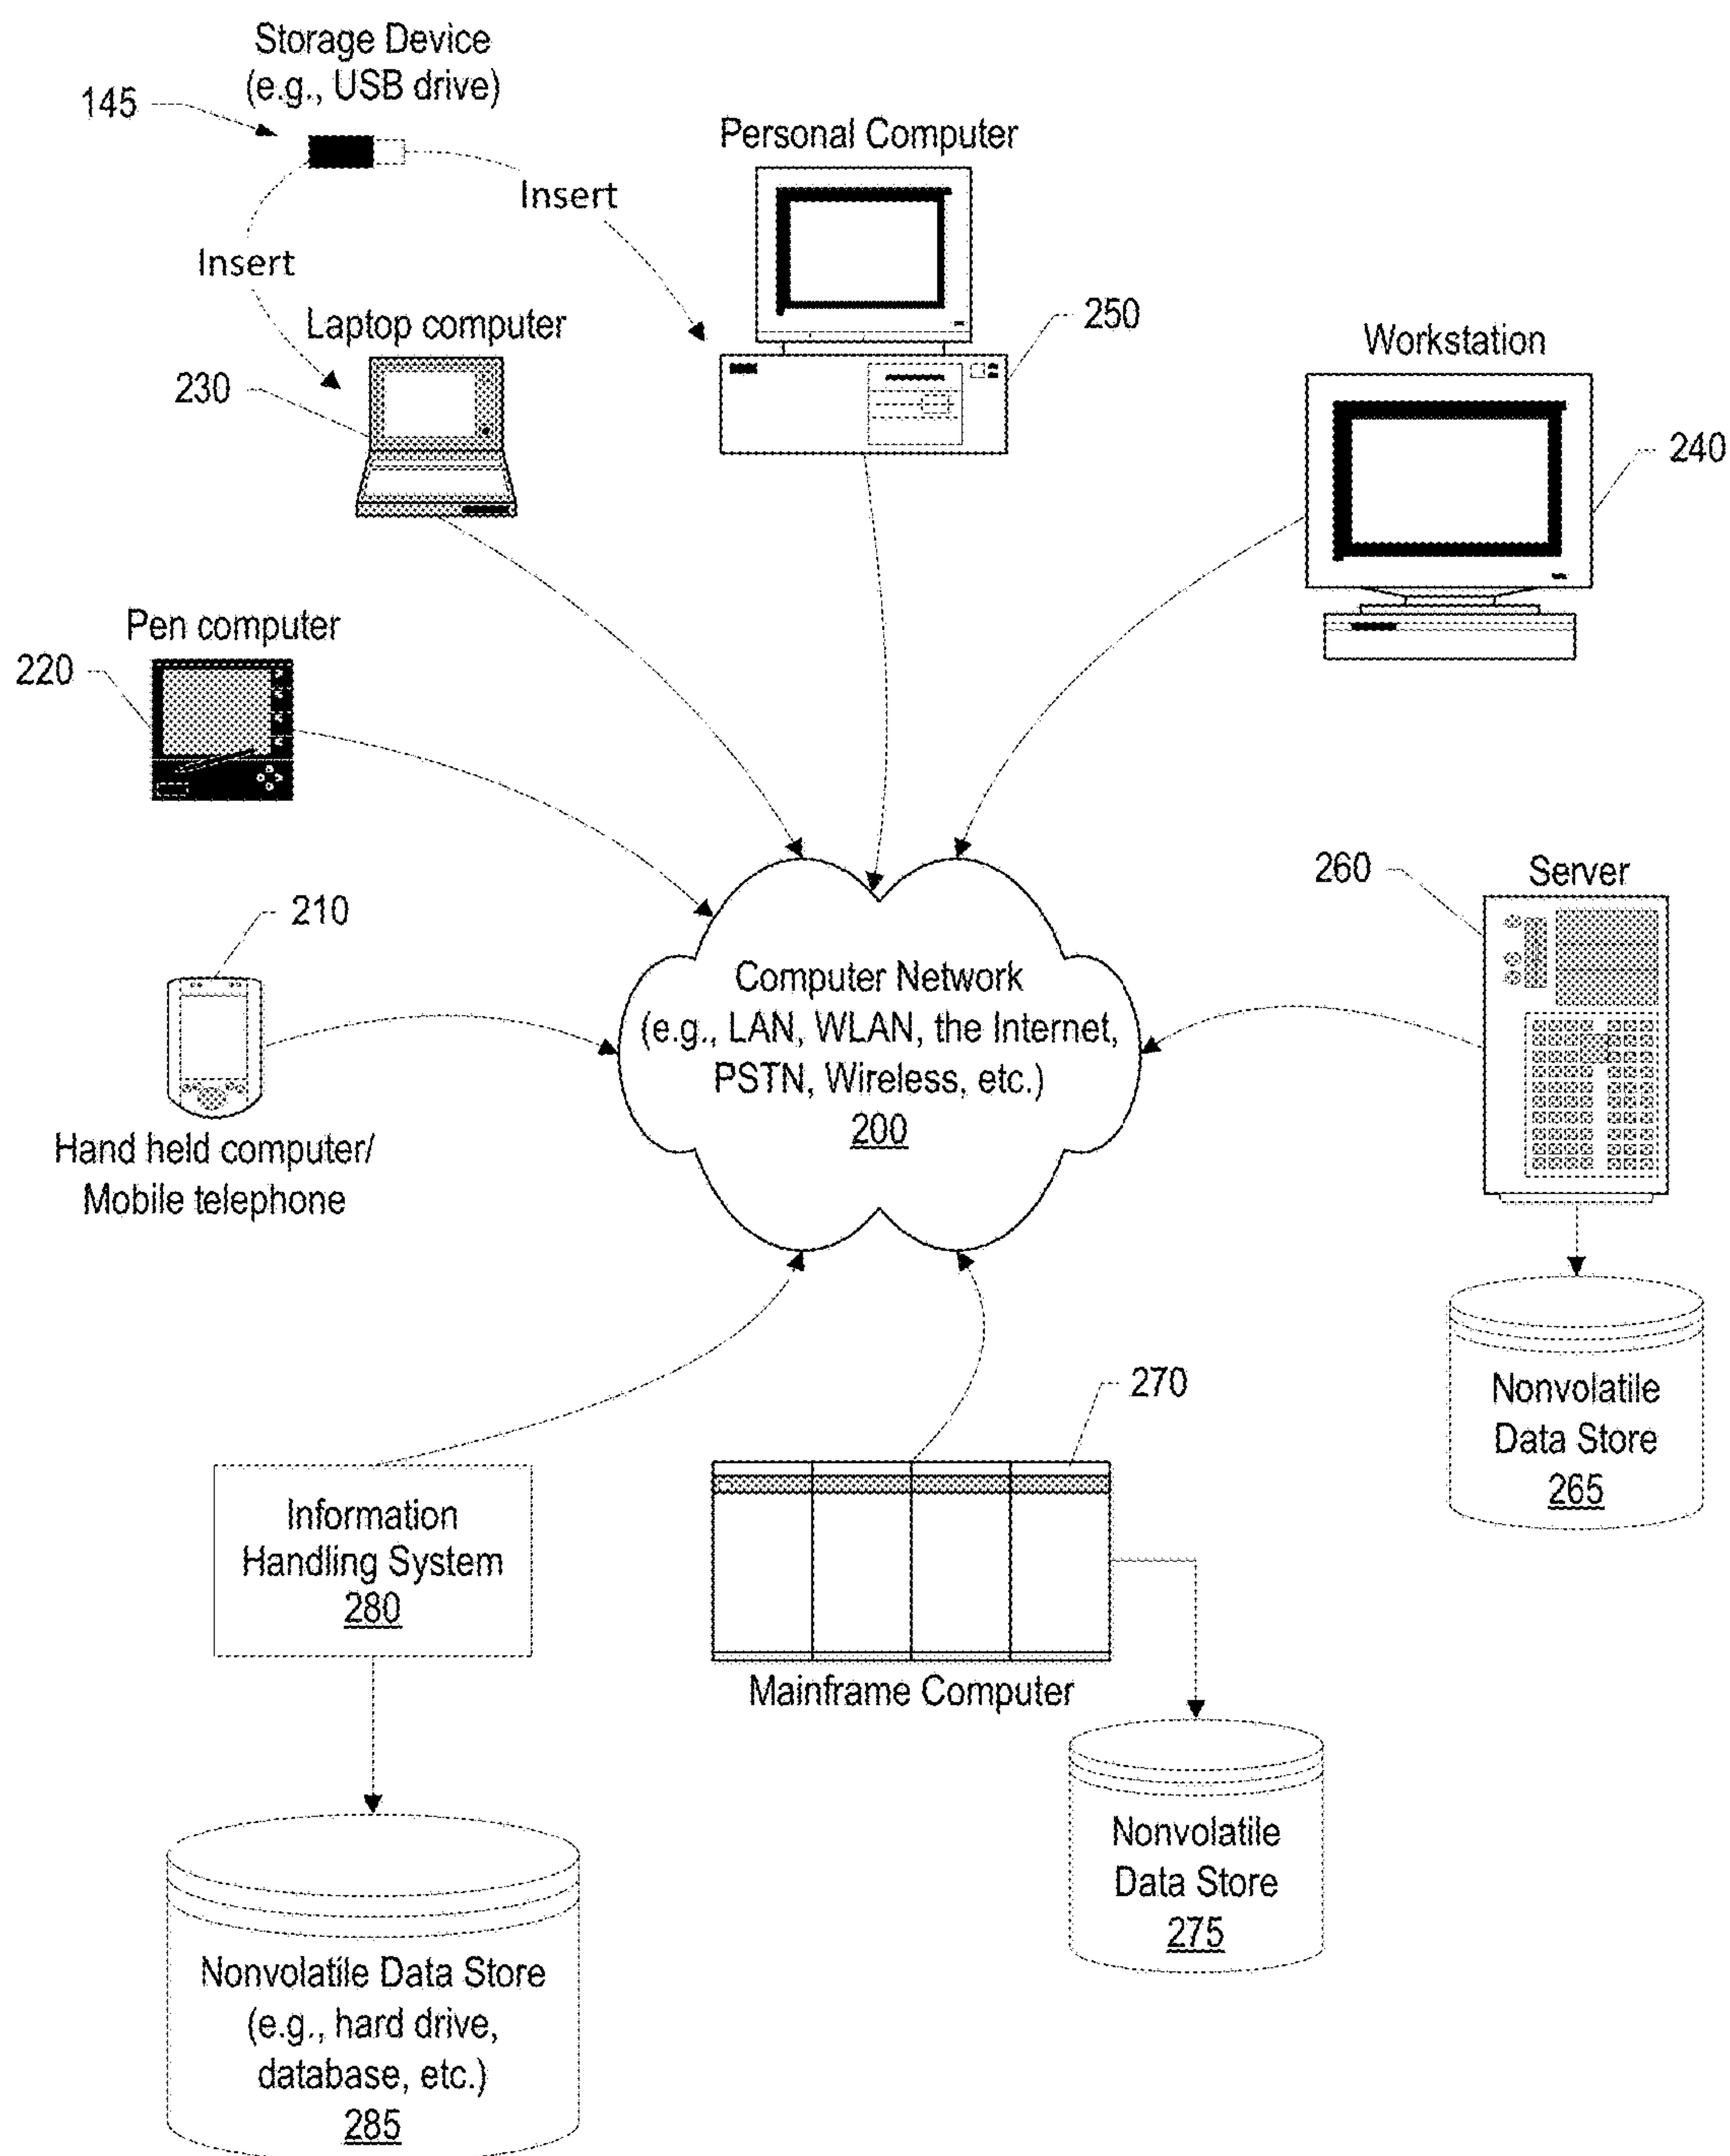 Storage Device
(e.g., USB drive)
145
Personal Computer
Insert
Insert
Laptop computer
250
Workstation
230
240
Pen computer
220
260
Server
210
Computer Network
(e.g., LAN, WLAN, the Internet,
PSTN, Wireless, etc.)
200
Hand held computer/
Mobile telephone
270
Nonvolatile
Data Store
265
Information
Handling System
280
Mainframe Computer
Nonvolatile
Data Store
275
Nonvolatile Data Store
(e.g., hard drive,
database, etc.)
285